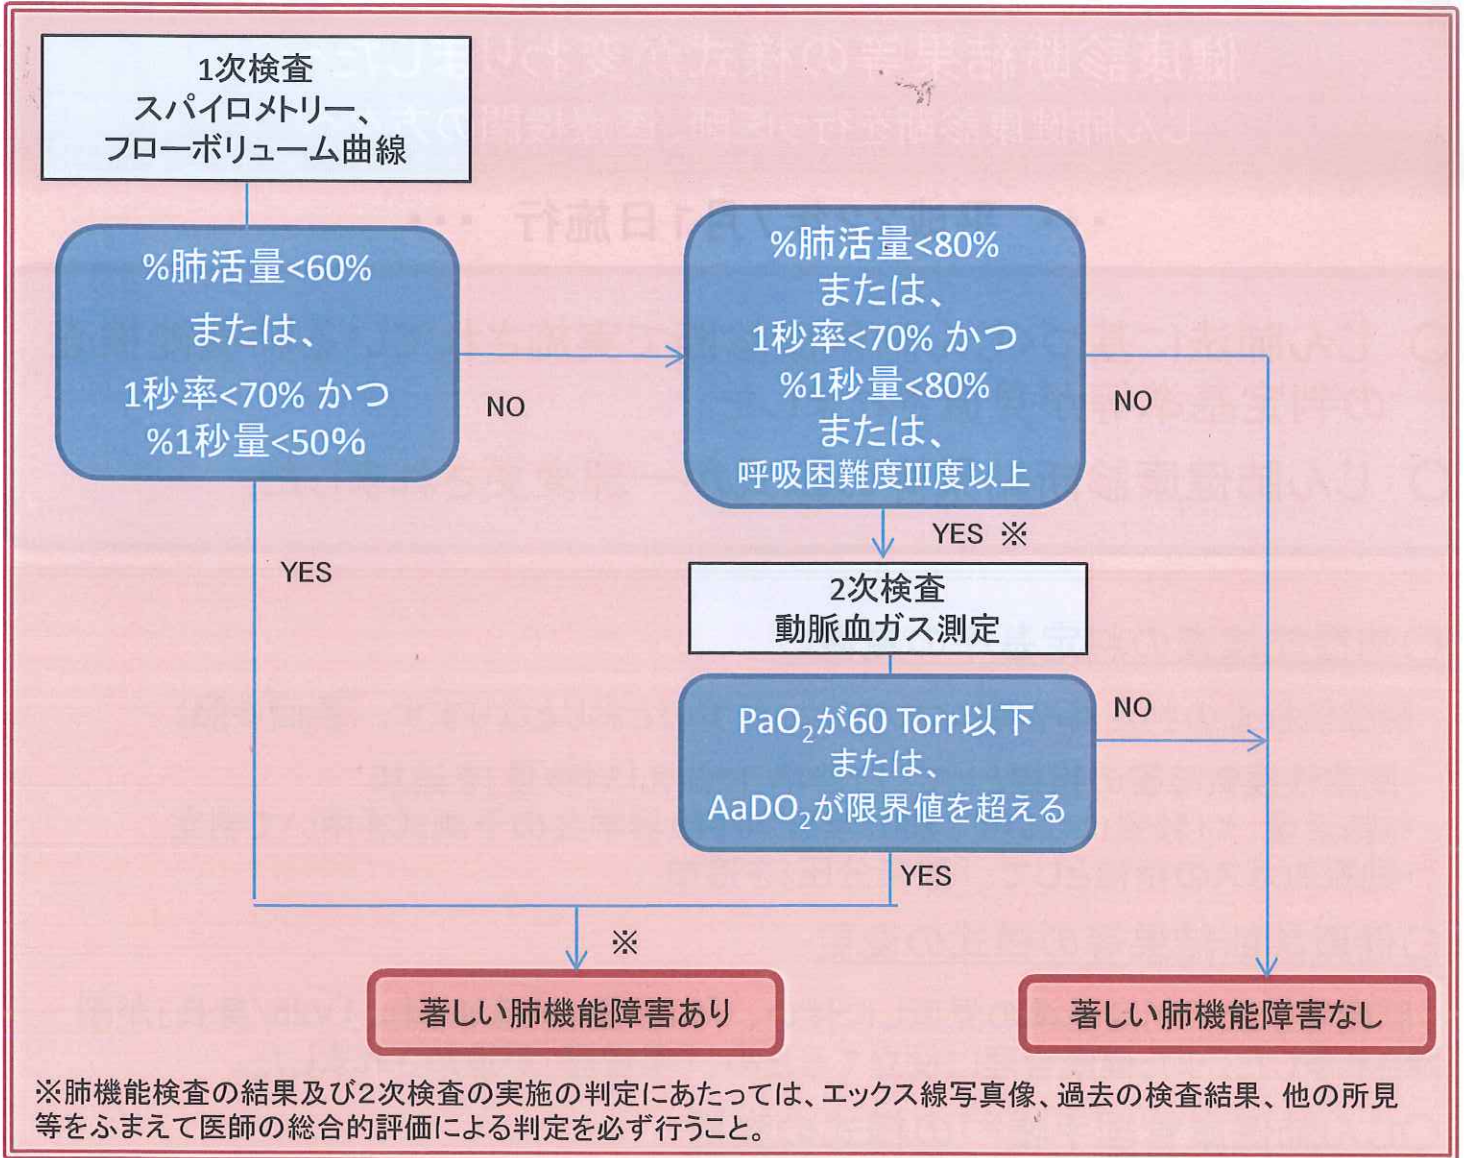 1次検査
スパイロメトリー、
フローボリューム曲線
%肺活量<60%
または、
1秒率<70% かつ
%1秒量<50%
NO
YES
%肺活量<80%
または、
1秒率<70% かつ
%1秒量<80%
または、
呼吸困難度III度以上
NO
YES ※
2次検査
動脈血ガス測定
PaO₂が60 Torr以下
または、
AaDO₂が限界値を超える
NO
YES
※
著しい肺機能障害あり
著しい肺機能障害なし
※肺機能検査の結果及び2次検査の実施の判定にあたっては、エックス線写真像、過去の検査結果、他の所見
等をふまえて医師の総合的評価による判定を必ず行うこと。